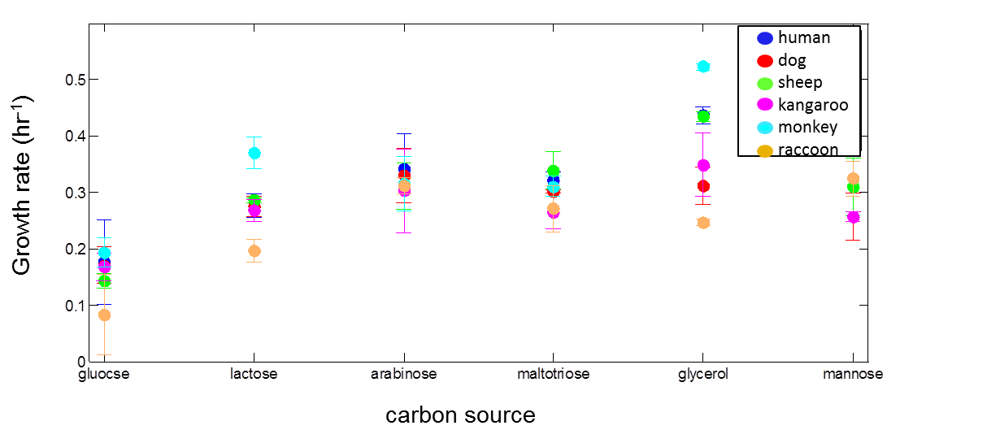 human
dog
sheep
kangaroo
monkey
raccoon
Growth rate (hr⁻¹)
0.5
0.4
0.3
0.2
0.1
0
gluocse lactose arabinose maltotriose glycerol mannose
carbon source